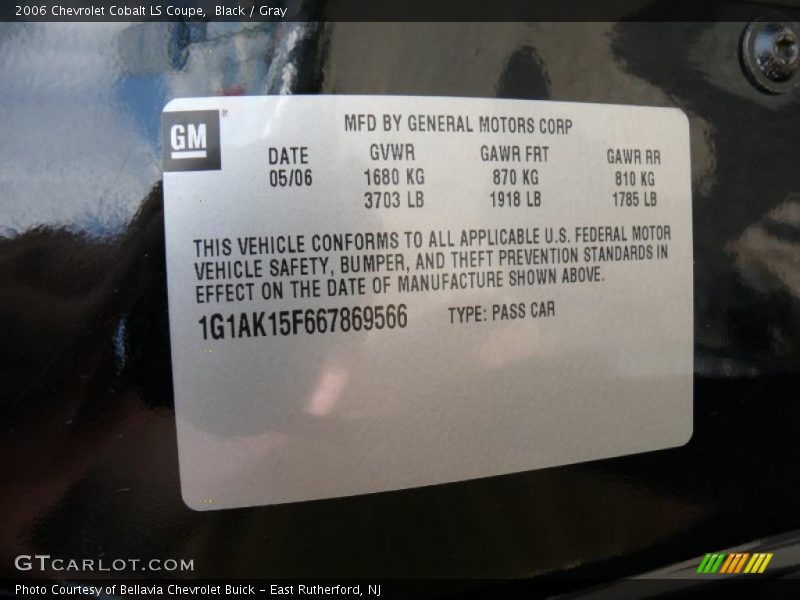 2006 Chevrolet Cobalt LS Coupe,  Black / Gray
GM ®
MFD BY GENERAL MOTORS CORP
DATE GVWR GAWR FRT GAWR RR
05/06 1680 KG 870 KG 810 KG
3703 LB 1918 LB 1785 LB
THIS VEHICLE CONFORMS TO ALL APPLICABLE U.S. FEDERAL MOTOR
VEHICLE SAFETY, BUMPER, AND THEFT PREVENTION STANDARDS IN
EFFECT ON THE DATE OF MANUFACTURE SHOWN ABOVE.
1G1AK15F667869566 TYPE: PASS CAR
GTCARLOT.COM
Photo Courtesy of Bellavia Chevrolet Buick - East Rutherford, NJ